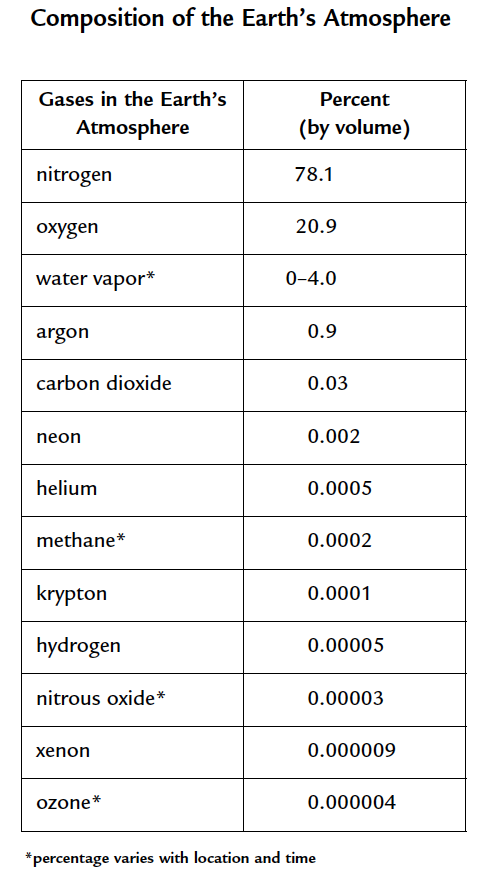 Composition of the Earth's Atmosphere
Gases in the Earth's Percent
Atmosphere (by volume)
nitrogen 78.1
oxygen 20.9
water vapor* 0–4.0
argon 0.9
carbon dioxide 0.03
neon 0.002
helium 0.0005
methane* 0.0002
krypton 0.0001
hydrogen 0.00005
nitrous oxide* 0.00003
xenon 0.000009
ozone* 0.000004
*percentage varies with location and time